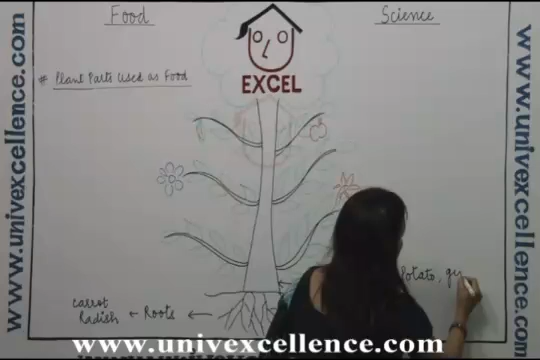 Food
Science
# Plant Parts Used as Food
EXCEL
www.univexcellence.com
www.univexcellence.com
Potato, gi
Carrot
Radish ← Roots ←
www.univexcellence.com